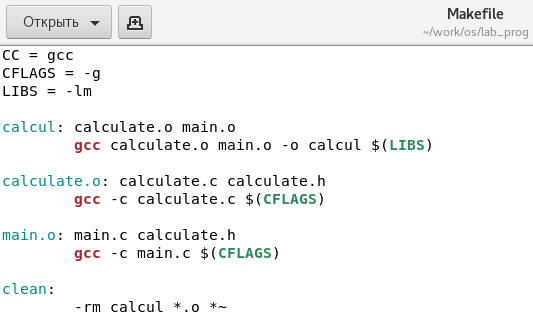 Открыть
Makefile
~/work/os/lab_prog
CC = gcc
CFLAGS = -g
LIBS = -lm
calcul: calculate.o main.o
gcc calculate.o main.o -o calcul $(LIBS)
calculate.o: calculate.c calculate.h
gcc -c calculate.c $(CFLAGS)
main.o: main.c calculate.h
gcc -c main.c $(CFLAGS)
clean:
-rm calcul *.o *~